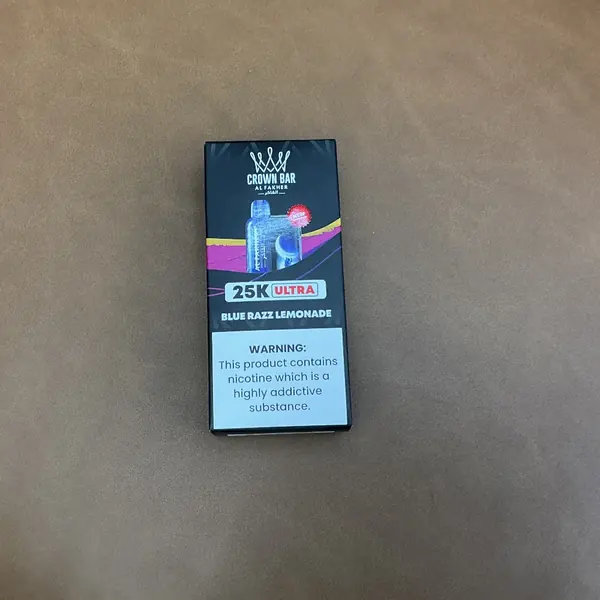 CROWN BAR
AL FAKHER
الفاخر
25K ULTRA
BLUE RAZZ LEMONADE
WARNING:
This product contains
nicotine which is a
highly addictive
substance.